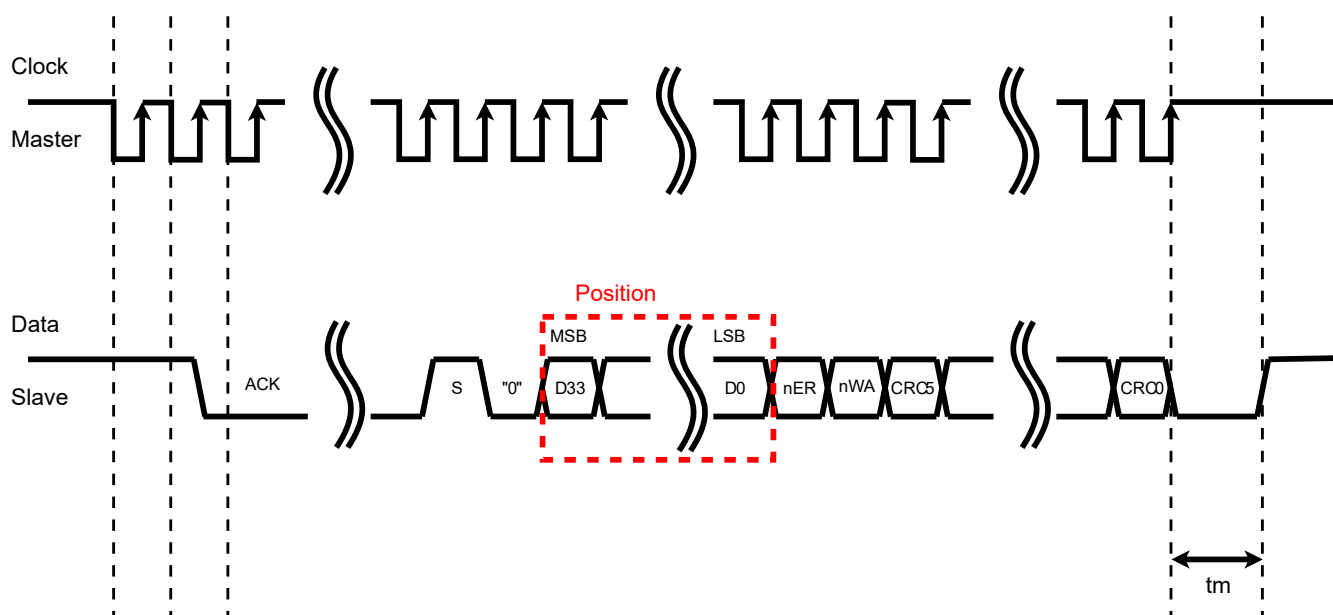 Clock
Master
Position
Data
MSB
LSB
Slave
ACK
S
"0"
D33
D0
nER
nWA
CRC5
CRC0
tm